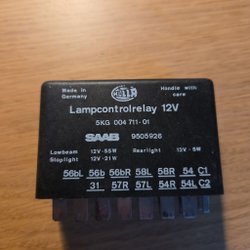 Made in
Germany
HELLA
Handle with
care
Lampcontrolrelay 12V
5KG 004 711-01
SAAB 9505926
Lowbeam 12V-55W Rearlight 12V-5W
Stoplight 12V-21W
56bL 56b 56bR 58L 58R 54 C1
31 57R 57L 54R 54L C2